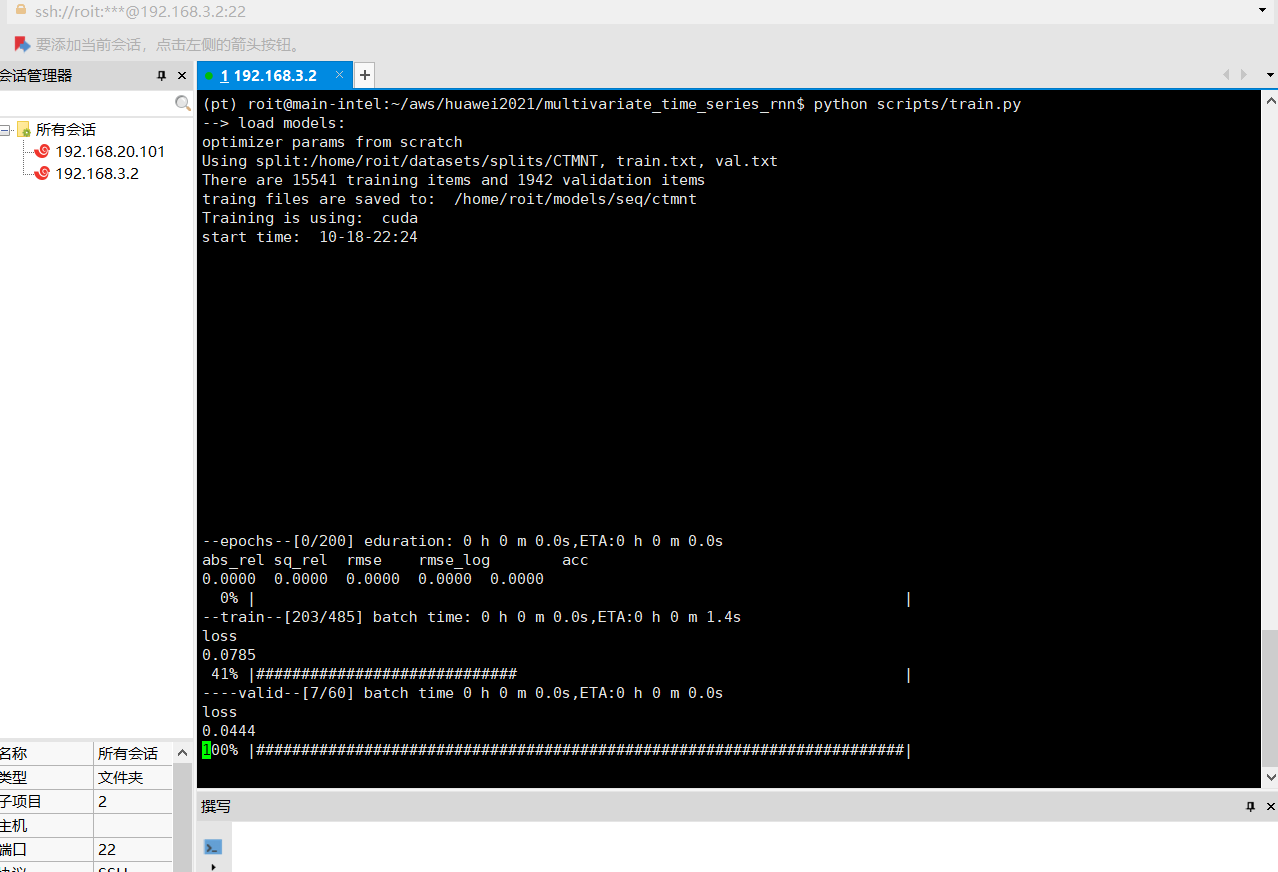 ssh://roit:***@192.168.3.2:22
要添加当前会话，点击左侧的箭头按钮。
会话管理器
所有会话
192.168.20.101
192.168.3.2
1 192.168.3.2
(pt) roit@main-intel:~/aws/huawei2021/multivariate_time_series_rnn$ python scripts/train.py
--> load models:
optimizer params from scratch
Using split:/home/roit/datasets/splits/CTMNT, train.txt, val.txt
There are 15541 training items and 1942 validation items
traing files are saved to:  /home/roit/models/seq/ctmnt
Training is using:  cuda
start time:  10-18-22:24
--epochs--[0/200] eduration: 0 h 0 m 0.0s,ETA:0 h 0 m 0.0s
abs_rel sq_rel  rmse    rmse_log        acc
0.0000  0.0000  0.0000  0.0000  0.0000
0% |                                                                        |
--train--[203/485] batch time: 0 h 0 m 0.0s,ETA:0 h 0 m 1.4s
loss
0.0785
41% |#############################                                           |
----valid--[7/60] batch time 0 h 0 m 0.0s,ETA:0 h 0 m 0.0s
loss
0.0444
100% |########################################################################|
名称 所有会话
类型 文件夹
子项目 2
主机
端口 22
协议 SSH
撰写